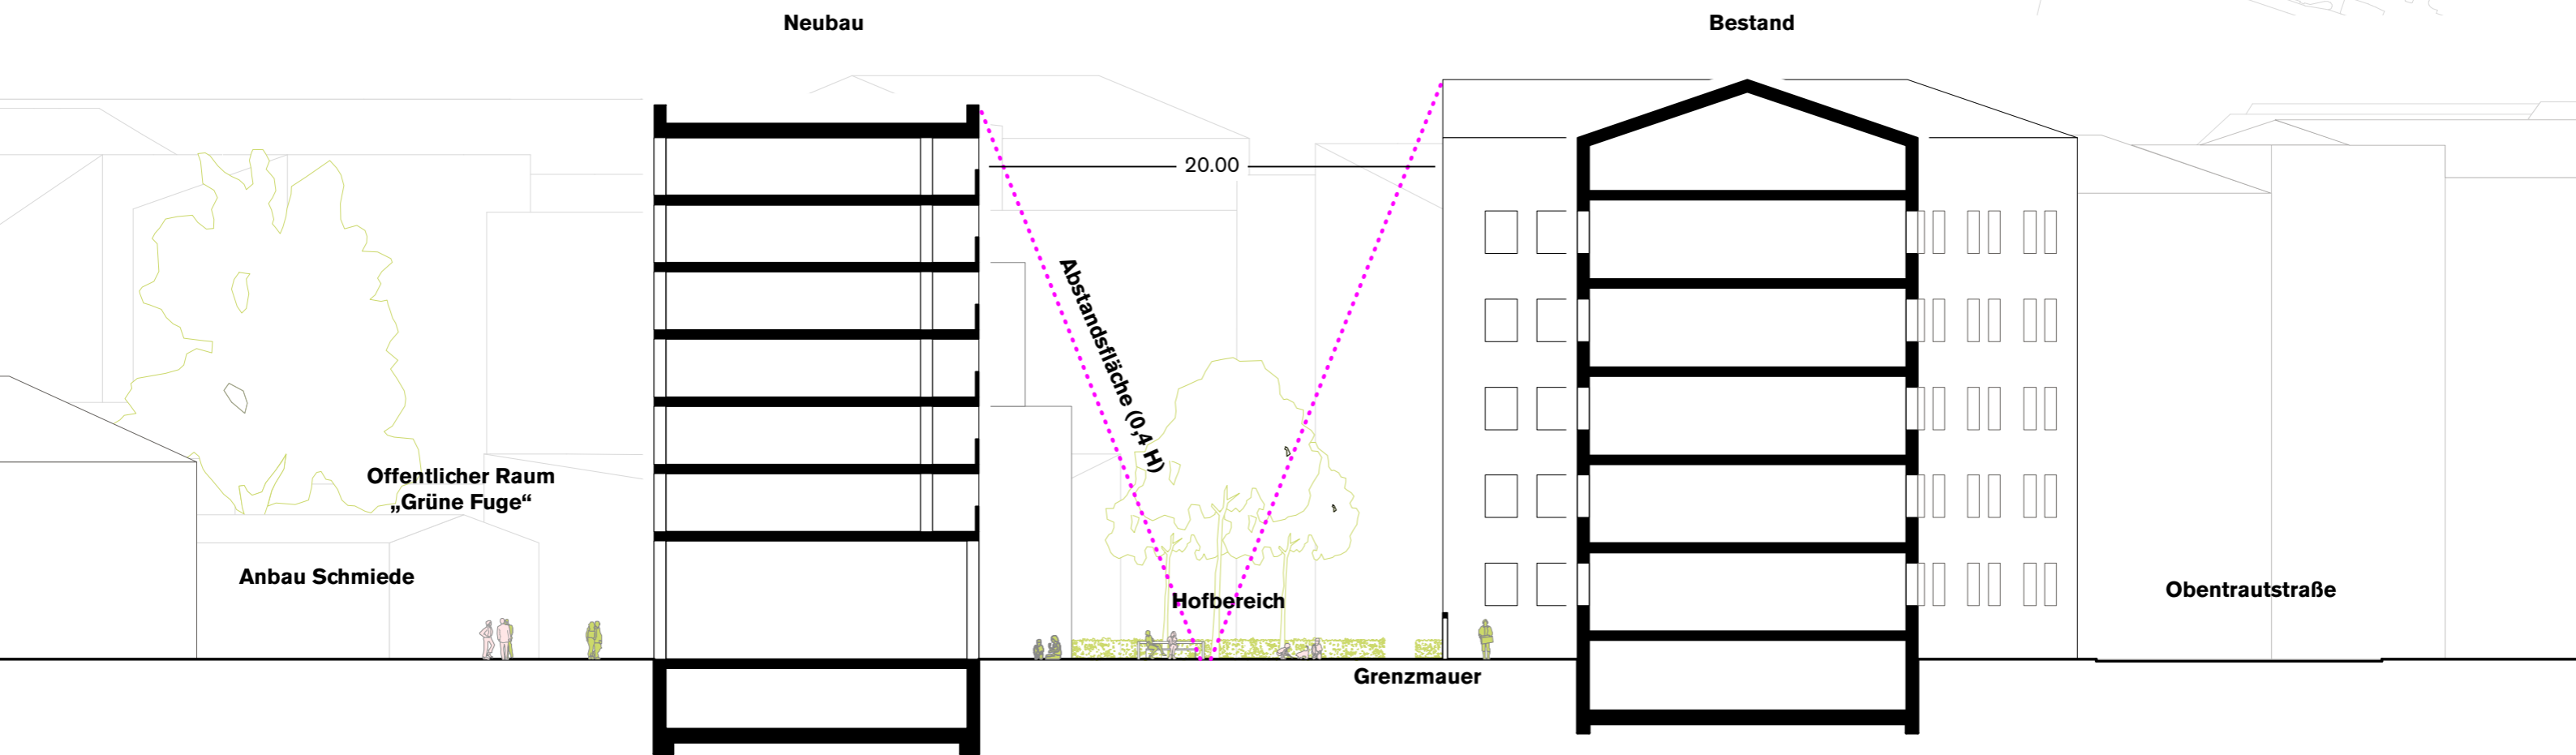 Neubau
Bestand
20.00
Abstandsfläche (0,4 H)
Offentlicher Raum
„Grüne Fuge“
Anbau Schmiede
Hofbereich
Obentrautstraße
Grenzmauer